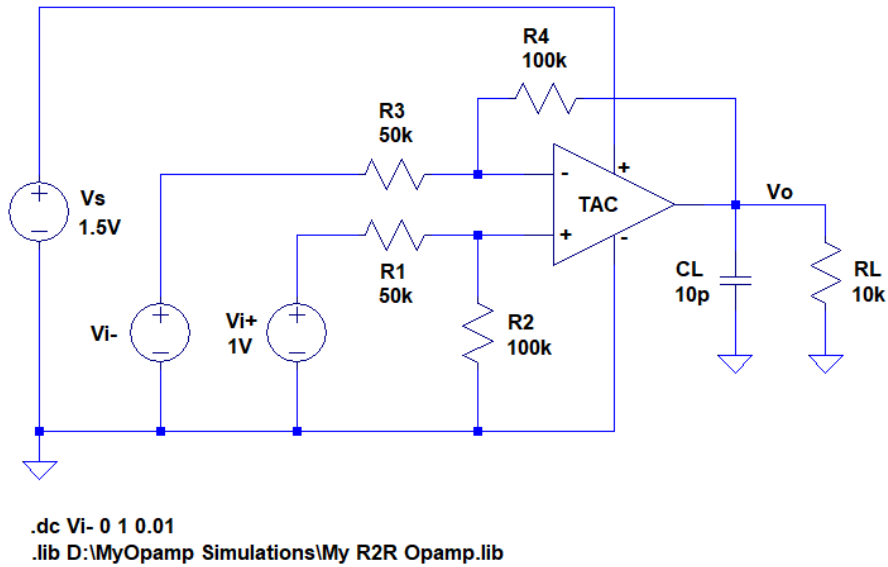 R4
100k
R3
50k
+
-
+
Vs
1.5V
-
TAC
+
-
Vo
R1
50k
CL
10p
RL
10k
+
Vi-
-
Vi+
1V
+
-
R2
100k
.dc Vi- 0 1 0.01
.lib D:\MyOpamp Simulations\My R2R Opamp.lib